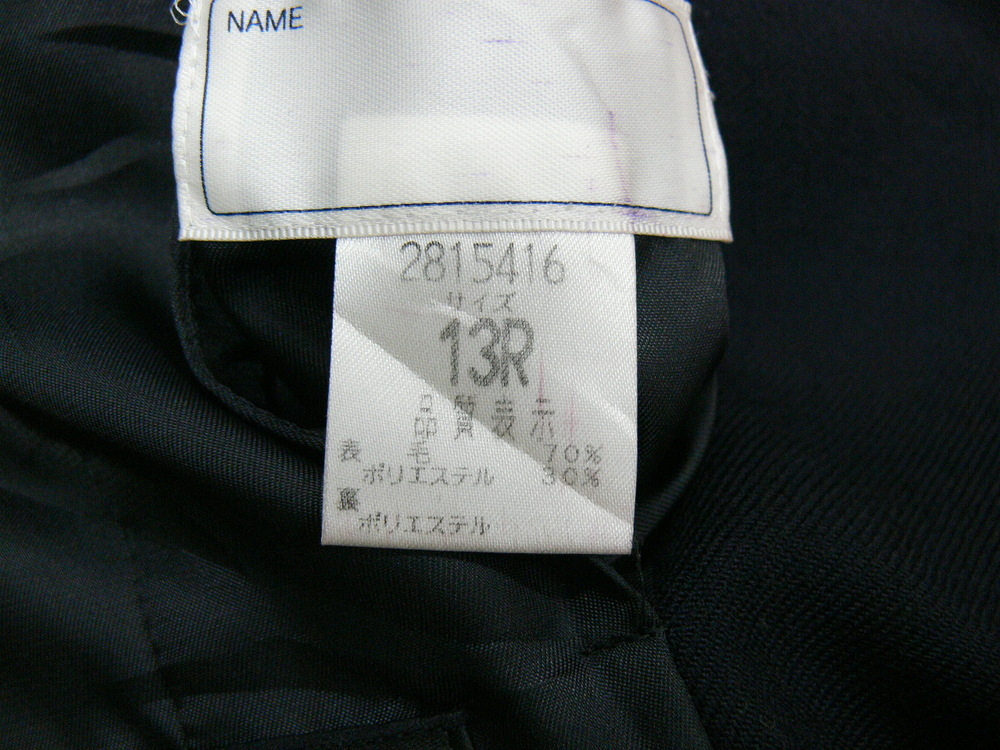 NAME
2815416
サイズ
13R
品質表示
表 毛 70%
ポリエステル 30%
裏
ポリエステル